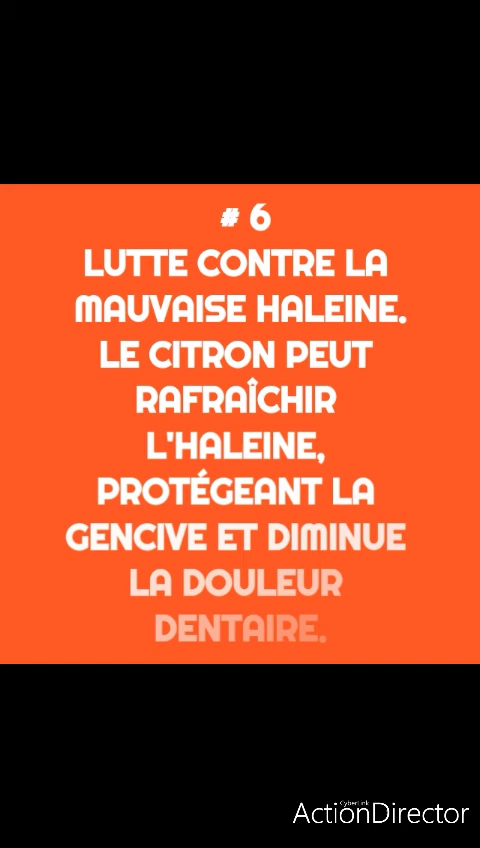 # 6
LUTTE CONTRE LA
MAUVAISE HALEINE.
LE CITRON PEUT
RAFRAÎCHIR
L'HALEINE,
PROTÉGEANT LA
GENCIVE ET DIMINUE
LA DOULEUR
DENTAIRE.
CyberLink
ActionDirector